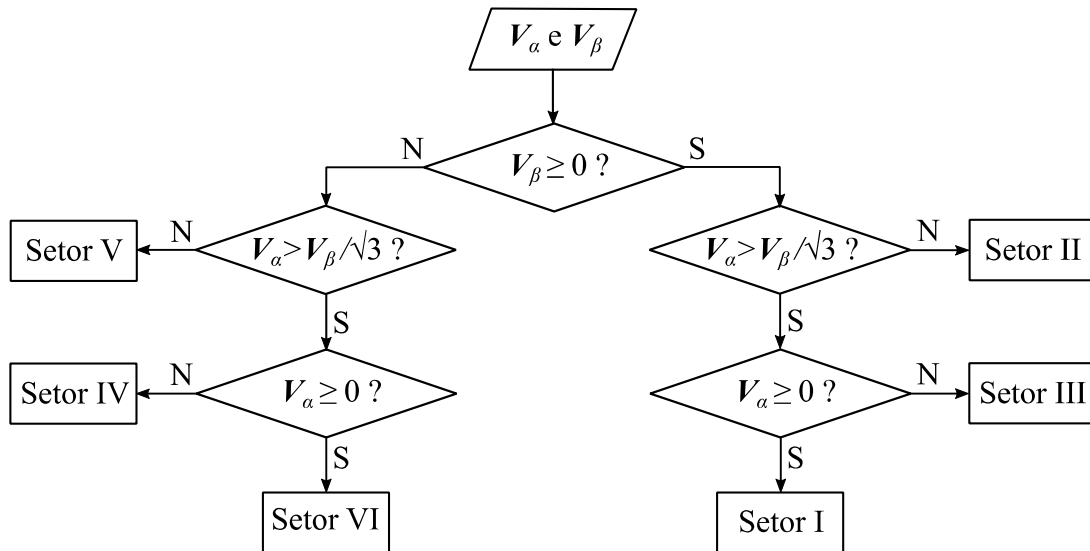 Vα e Vβ
N
S
Vβ ≥ 0 ?
N
Vα > Vβ/√3 ?
Setor V
Vα > Vβ/√3 ?
N
Setor II
S
S
N
Vα ≥ 0 ?
Setor IV
Vα ≥ 0 ?
N
Setor III
S
S
Setor VI
Setor I